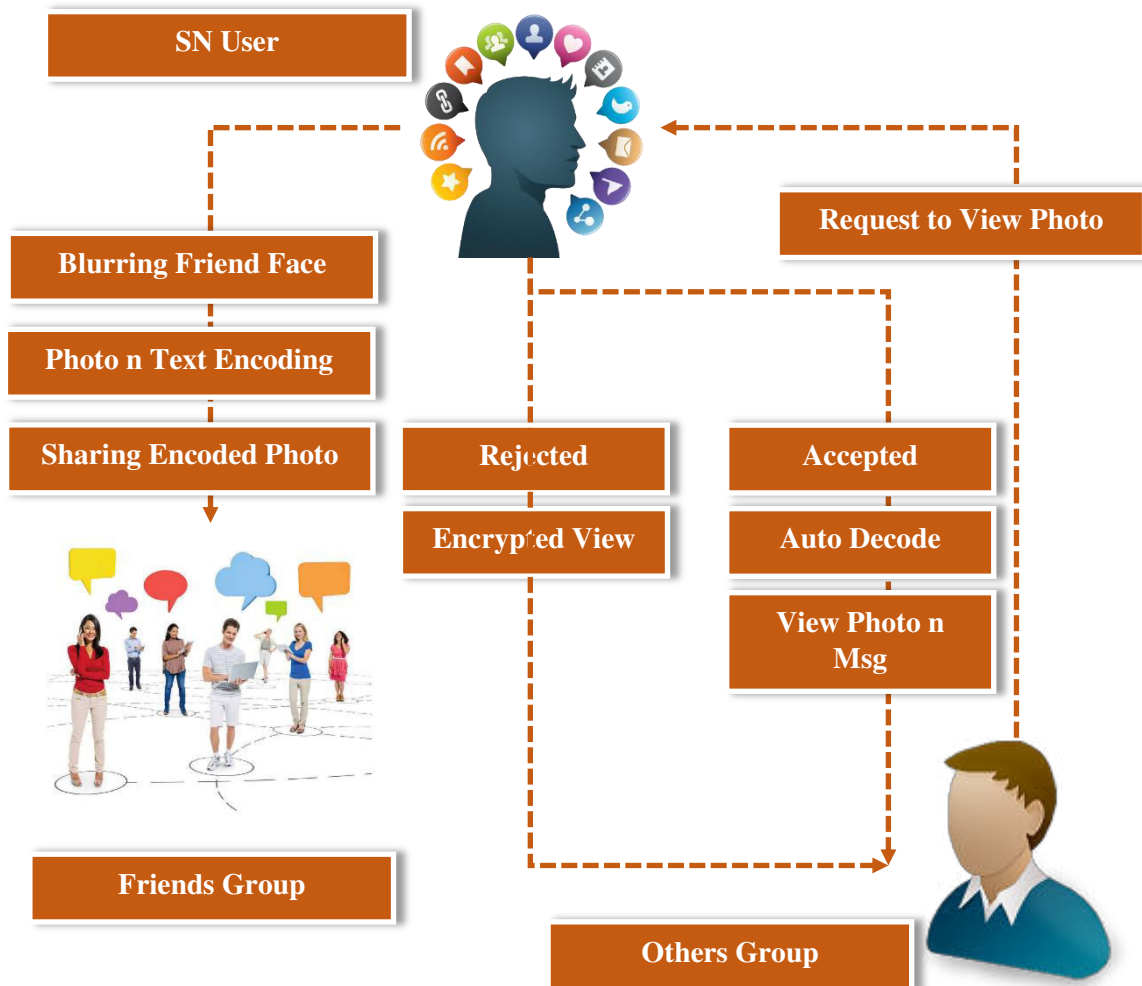 SN User
Request to View Photo
Blurring Friend Face
Photo n Text Encoding
Sharing Encoded Photo
Rejected
Accepted
Encrypted View
Auto Decode
View Photo n
Msg
Friends Group
Others Group